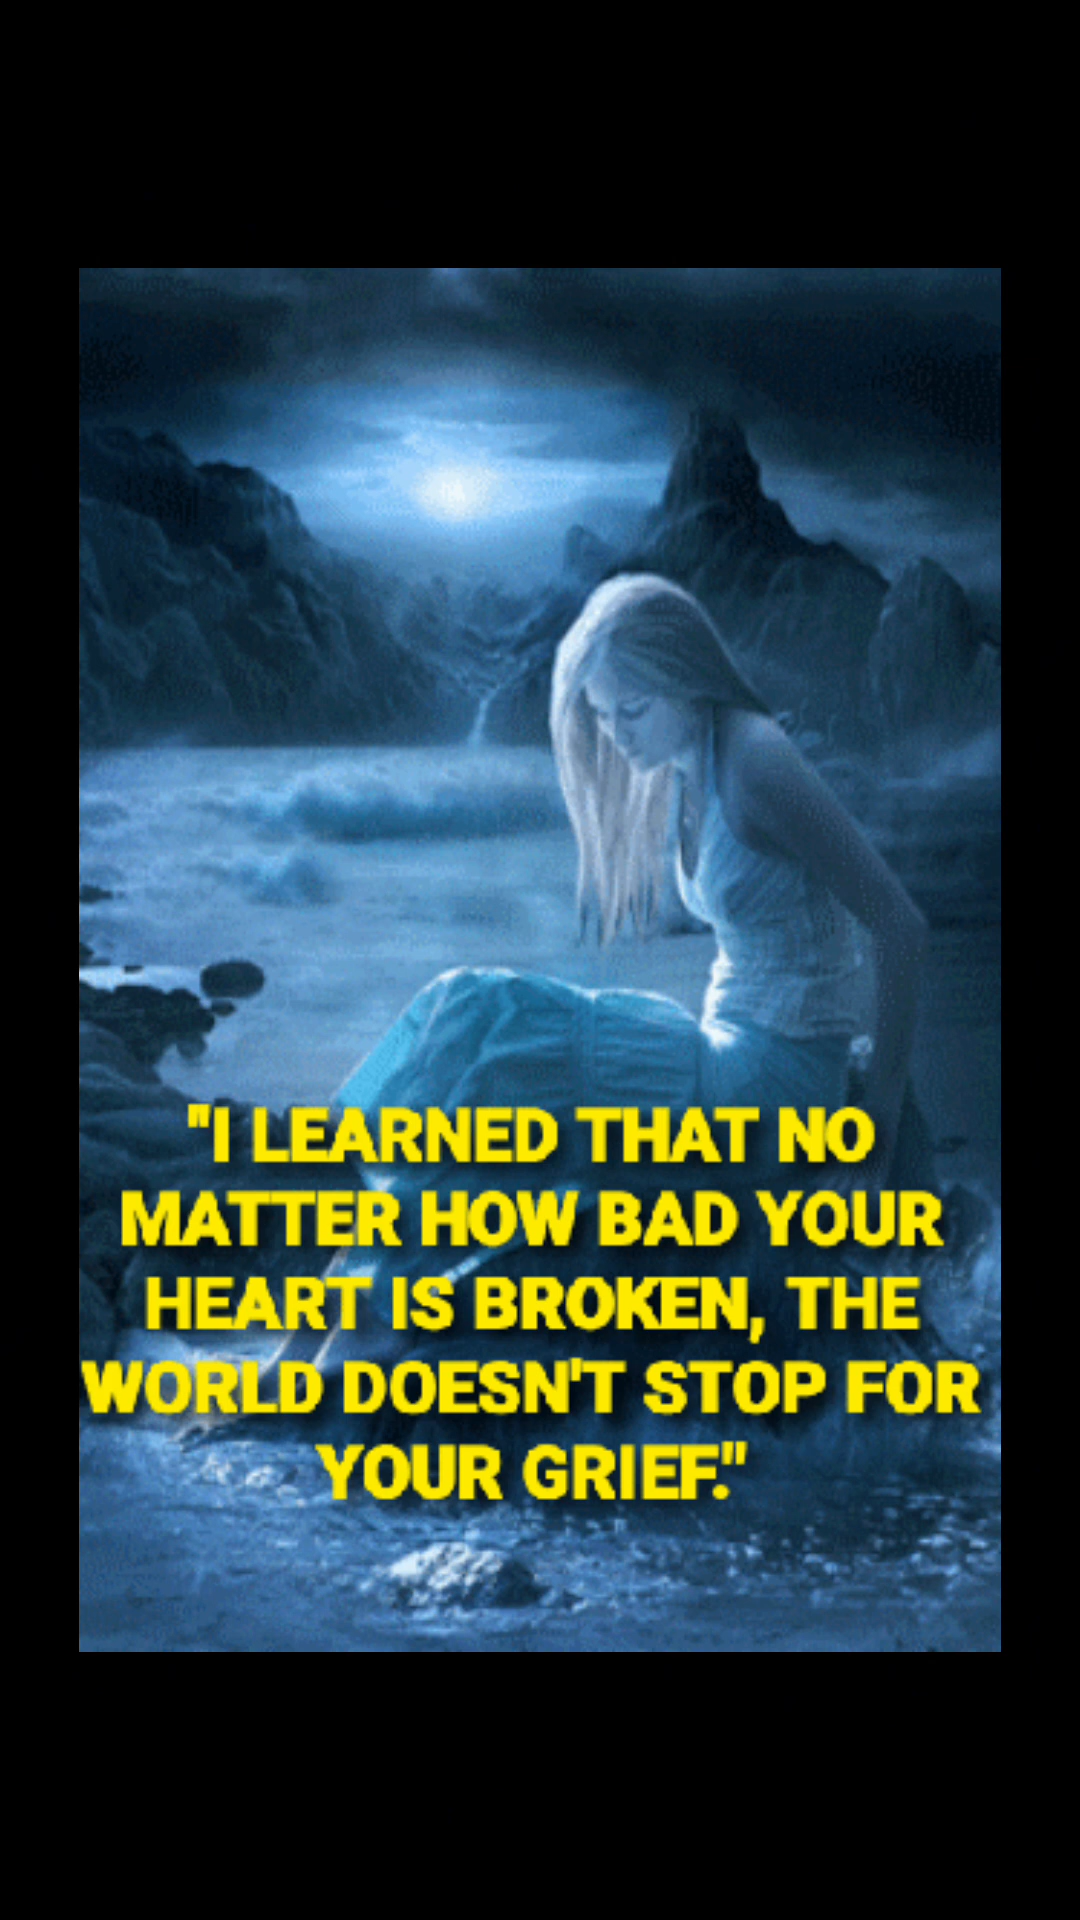 "I LEARNED THAT NO
MATTER HOW BAD YOUR
HEART IS BROKEN, THE
WORLD DOESN'T STOP FOR
YOUR GRIEF."